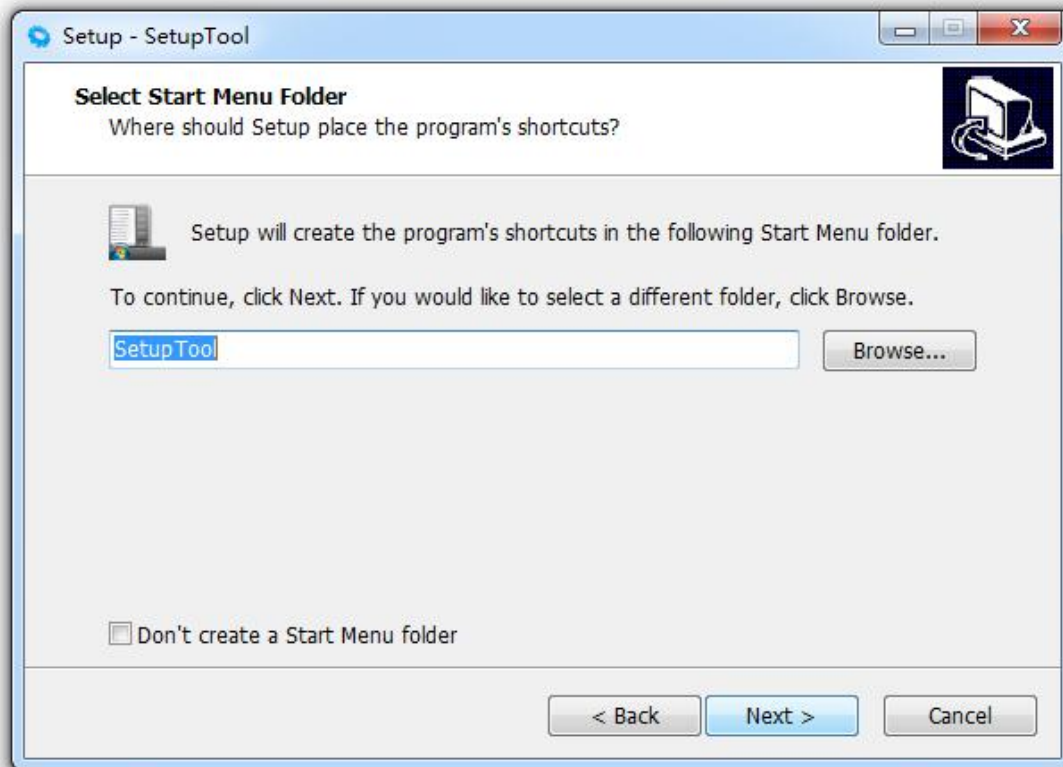 Setup - SetupTool
Select Start Menu Folder
Where should Setup place the program's shortcuts?
Setup will create the program's shortcuts in the following Start Menu folder.
To continue, click Next. If you would like to select a different folder, click Browse.
SetupTool
Browse...
Don't create a Start Menu folder
< Back
Next >
Cancel